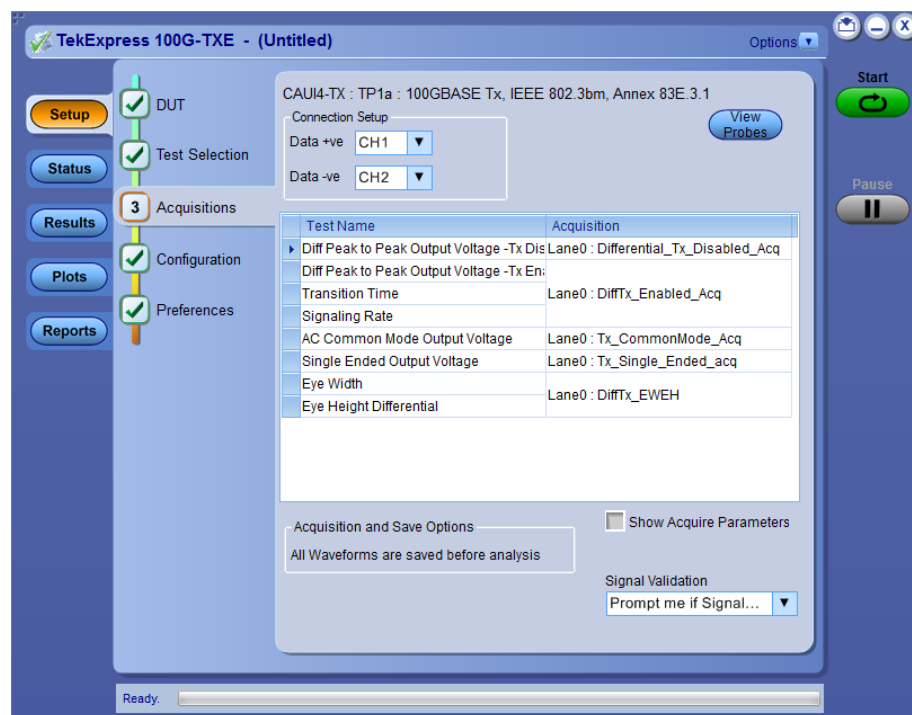 TekExpress 100G-TXE - (Untitled)
Options
X
Start
Pause
Setup
Status
Results
Plots
Reports
DUT
Test Selection
3 Acquisitions
Configuration
Preferences
CAUI4-TX : TP1a : 100GBASE Tx, IEEE 802.3bm, Annex 83E.3.1
Connection Setup
Data +ve CH1
Data -ve CH2
View
Probes
Test Name Acquisition
Diff Peak to Peak Output Voltage -Tx Dis Lane0 : Differential_Tx_Disabled_Acq
Diff Peak to Peak Output Voltage -Tx En
Transition Time Lane0 : DiffTx_Enabled_Acq
Signaling Rate
AC Common Mode Output Voltage Lane0 : Tx_CommonMode_Acq
Single Ended Output Voltage Lane0 : Tx_Single_Ended_acq
Eye Width Lane0 : DiffTx_EWEH
Eye Height Differential
Acquisition and Save Options
All Waveforms are saved before analysis
Show Acquire Parameters
Signal Validation
Prompt me if Signal...
Ready.